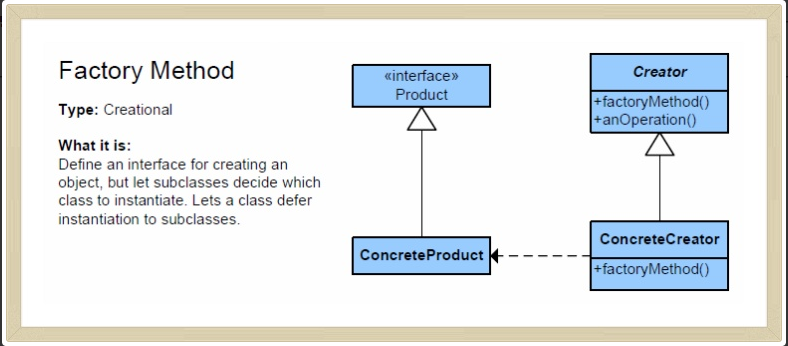 Factory Method
Type: Creational
What it is:
Define an interface for creating an
object, but let subclasses decide which
class to instantiate. Lets a class defer
instantiation to subclasses.
«interface»
Product
Creator
+factoryMethod()
+anOperation()
ConcreteProduct
ConcreteCreator
+factoryMethod()